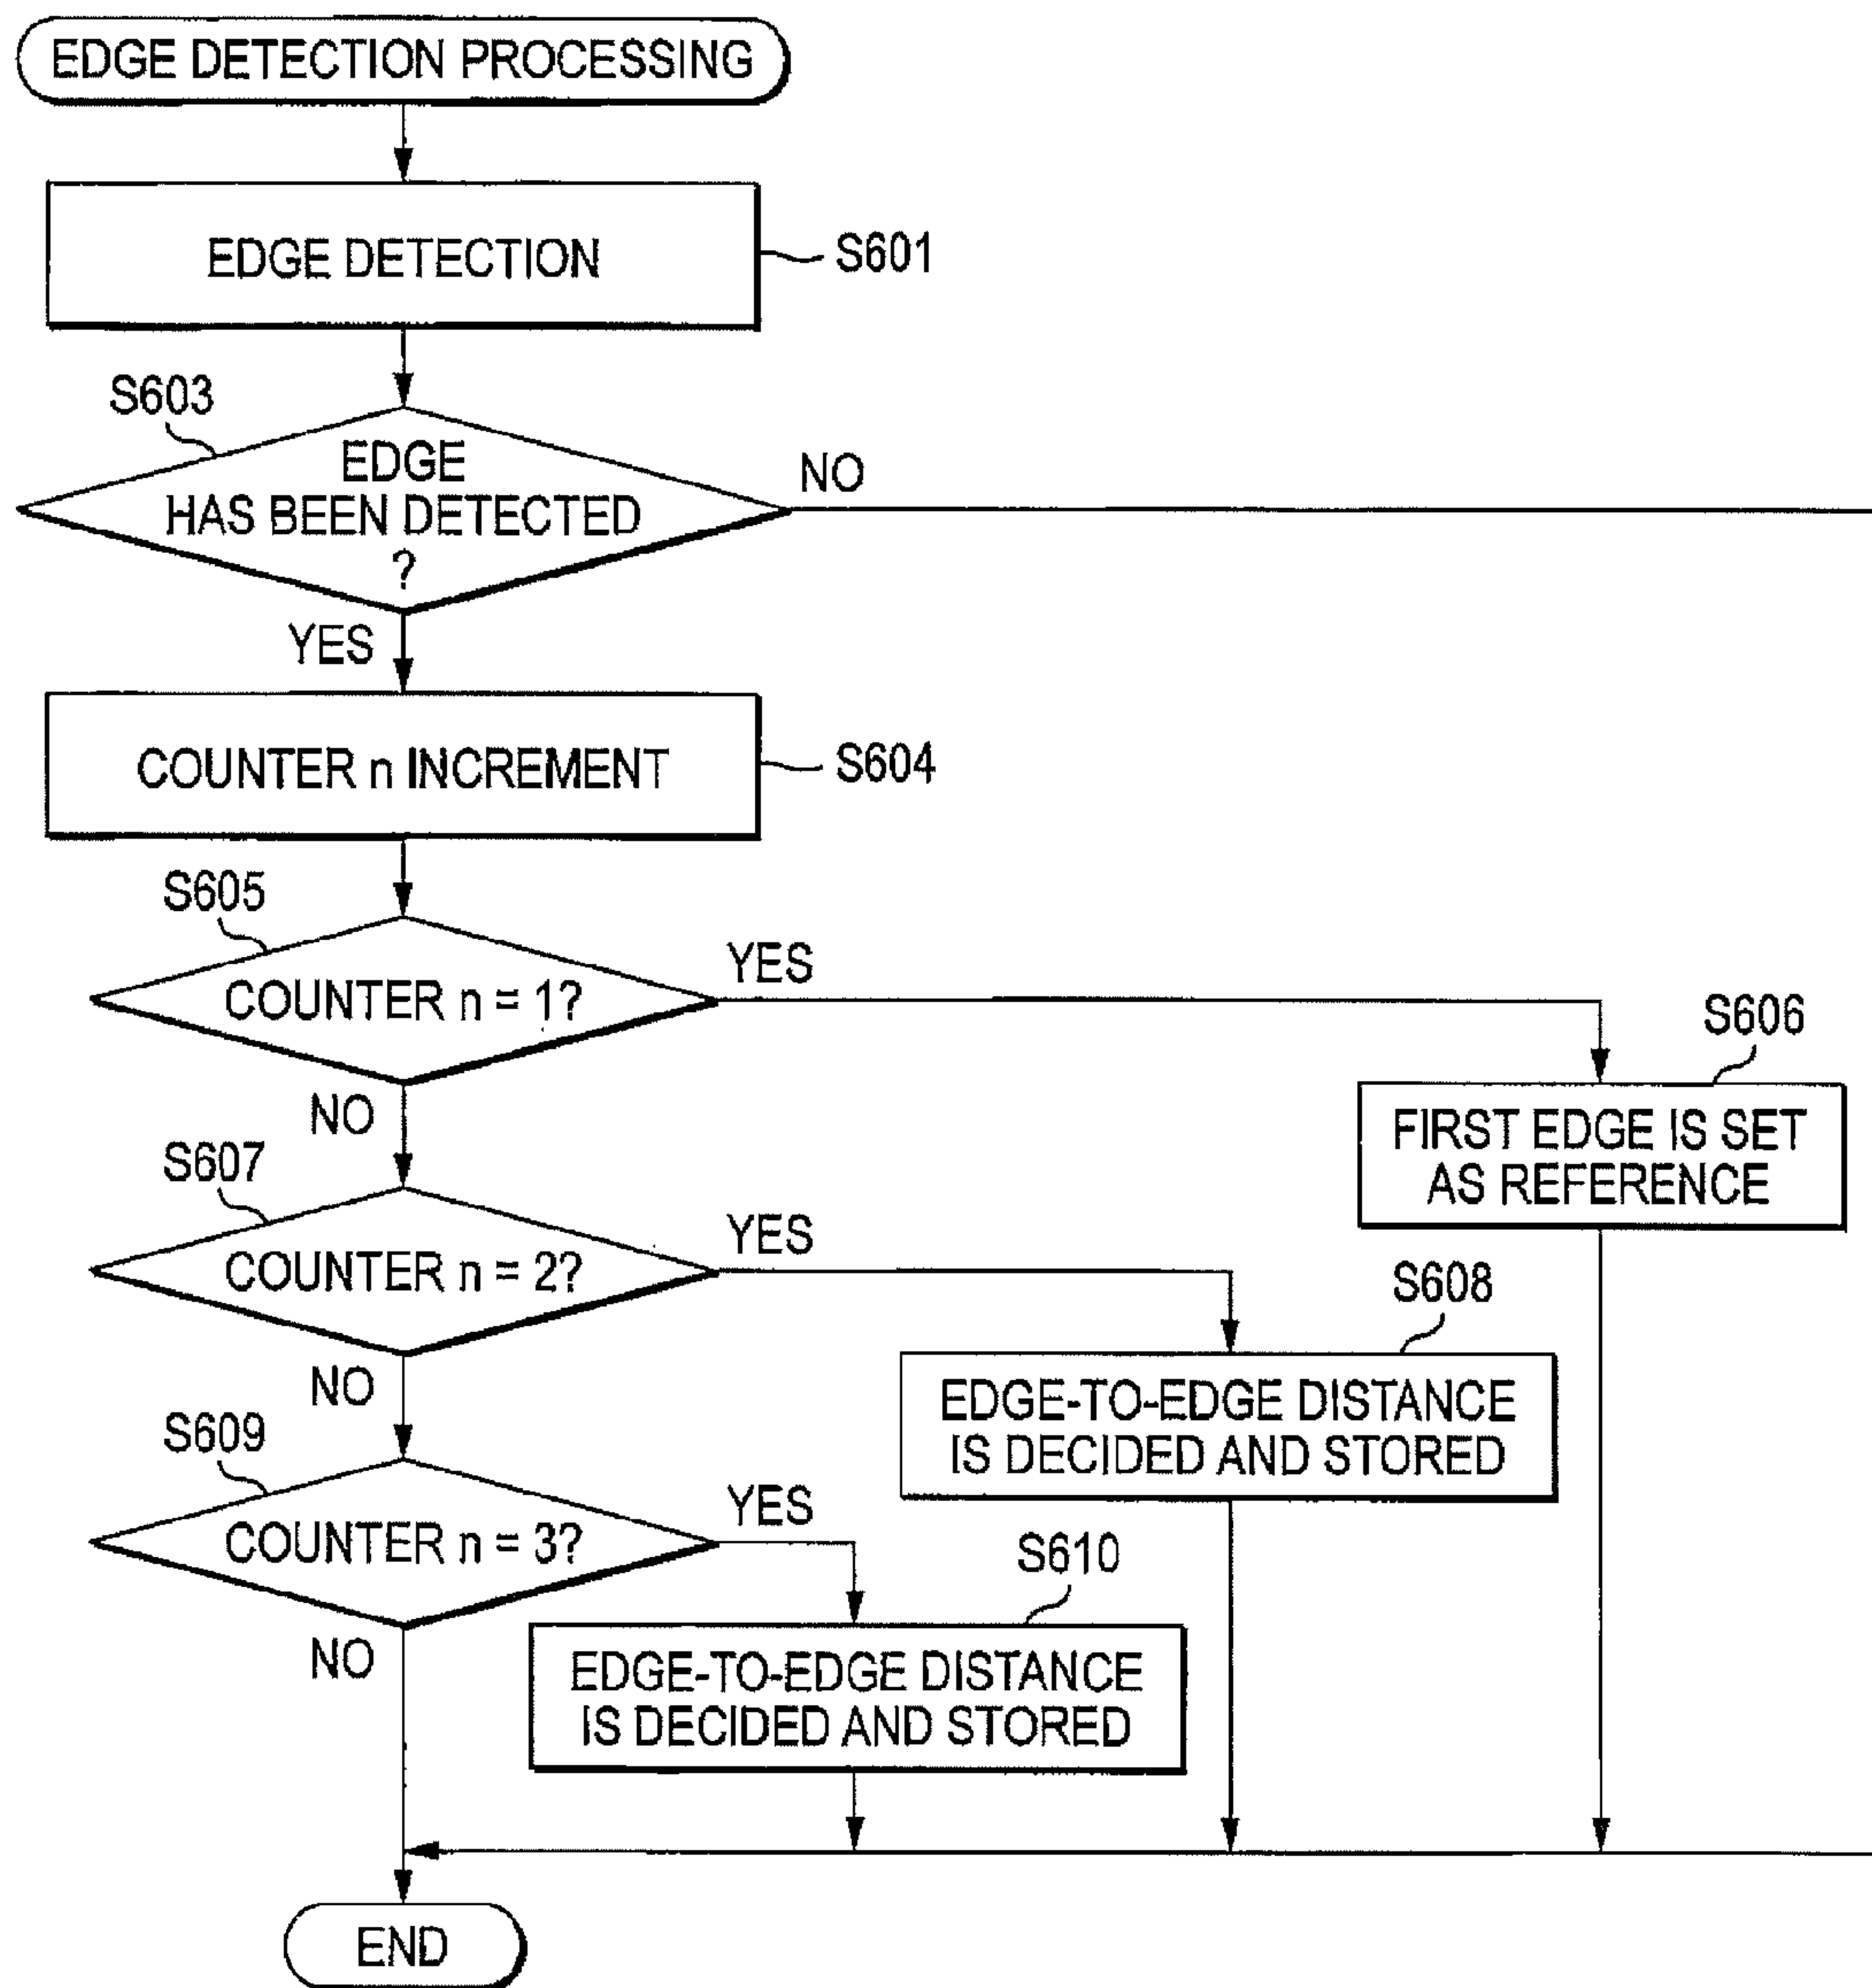 EDGE DETECTION PROCESSING
EDGE DETECTION
S601
S603
EDGE
HAS BEEN DETECTED
?
NO
YES
COUNTER n INCREMENT
S604
S605
COUNTER n = 1?
YES
NO
S606
FIRST EDGE IS SET
AS REFERENCE
S607
COUNTER n = 2?
YES
NO
S608
EDGE-TO-EDGE DISTANCE
IS DECIDED AND STORED
S609
COUNTER n = 3?
YES
NO
S610
EDGE-TO-EDGE DISTANCE
IS DECIDED AND STORED
END